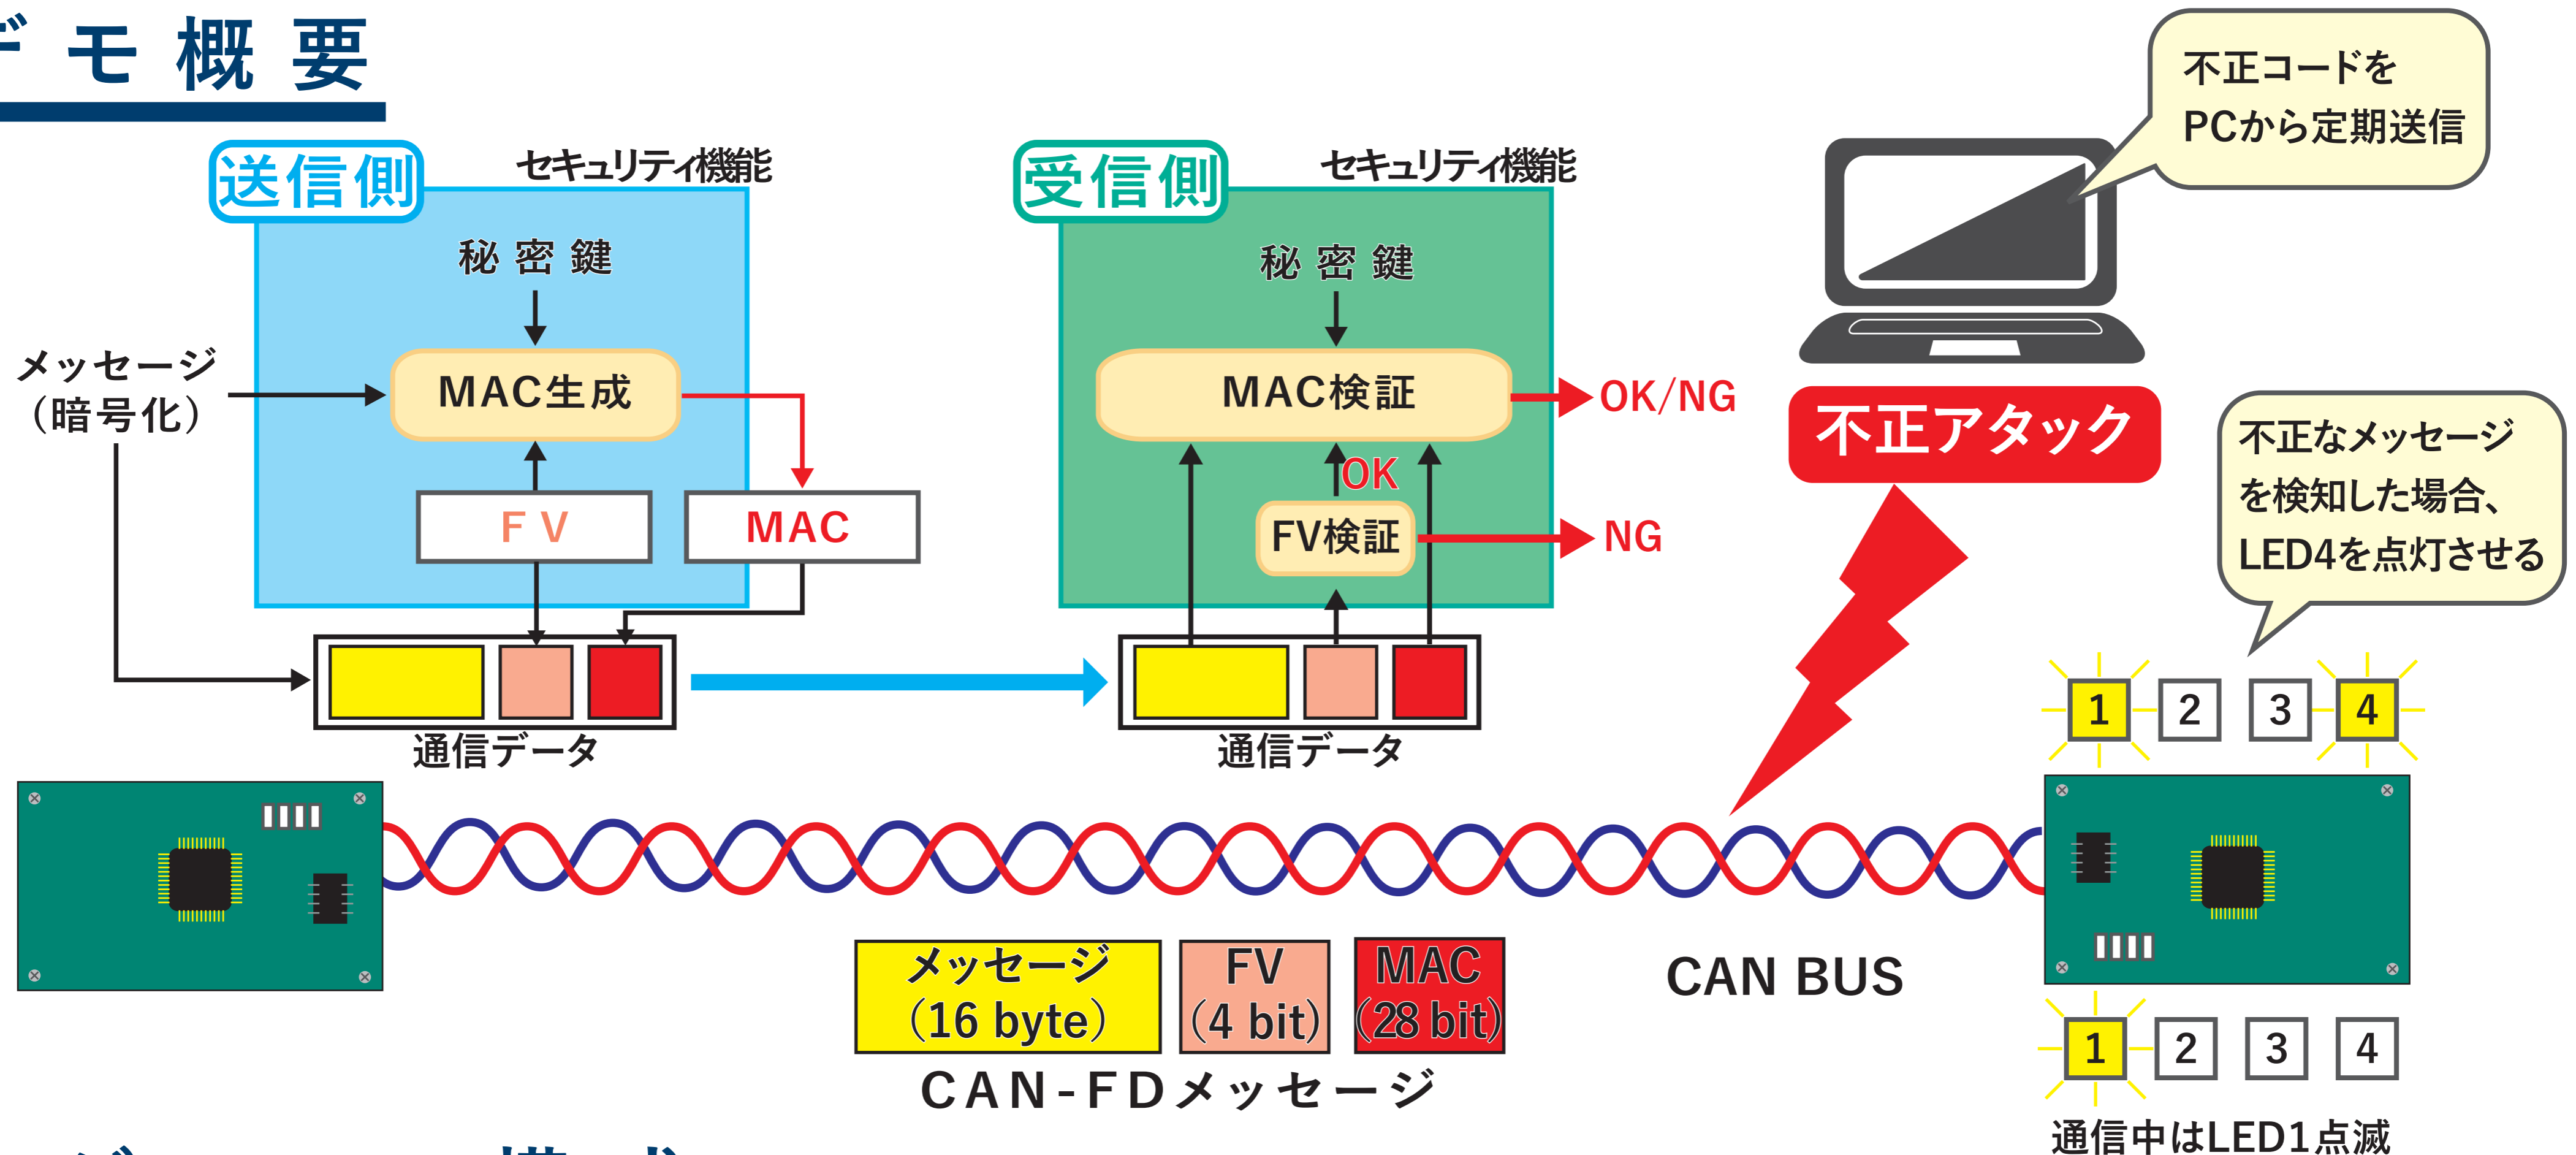 デモ概要
不正コードを
PCから定期送信
送信側
セキュリティ機能
秘密鍵
メッセージ
(暗号化)
MAC生成
FV
MAC
通信データ
受信側
セキュリティ機能
秘密鍵
MAC検証
OK/NG
OK
FV検証
NG
通信データ
不正アタック
不正なメッセージ
を検知した場合、
LED4を点灯させる
1 2 3 4
メッセージ
(16 byte)
FV
(4 bit)
MAC
(28 bit)
CAN-FDメッセージ
CAN BUS
1 2 3 4
通信中はLED1点滅